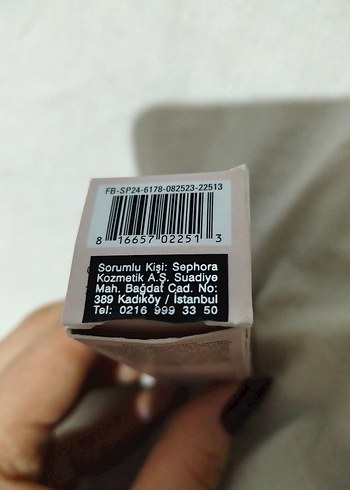 FB-SP24-6178-082523-22513
8 16657 02251 3
Sorumlu Kişi: Sephora
Kozmetik A.Ş. Suadiye
Mah. Bağdat Cad. No:
389 Kadıköy / İstanbul
Tel: 0216 999 33 50